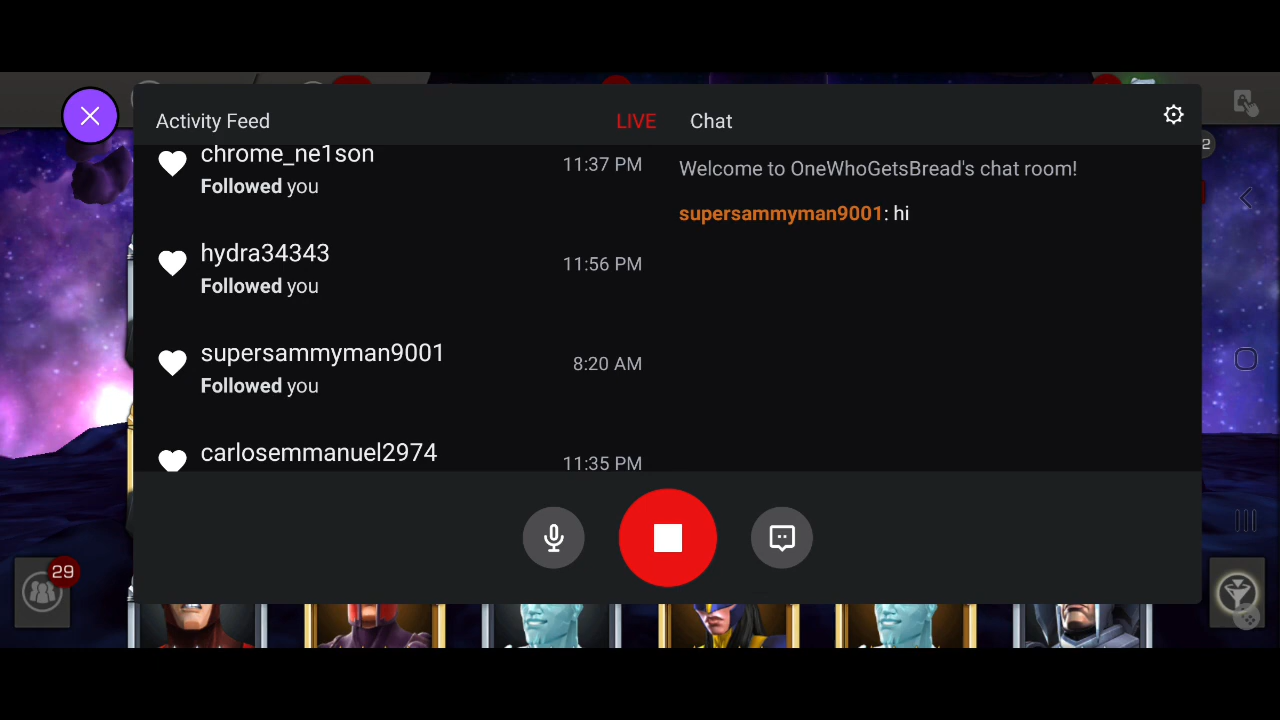 Activity Feed
LIVE
chrome_ne1son
11:37 PM
Followed you
hydra34343
11:56 PM
Followed you
supersammyman9001
8:20 AM
Followed you
carlosemmanuel2974
11:35 PM
Chat
Welcome to OneWhoGetsBread's chat room!
supersammyman9001: hi
2
29